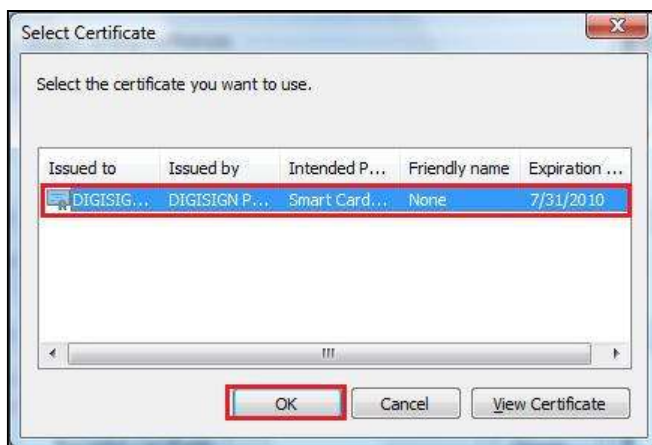 Select Certificate
Select the certificate you want to use.
Issued to Issued by Intended P... Friendly name Expiration ...
DIGISIG... DIGISIGN P... Smart Card... None 7/31/2010
OK Cancel View Certificate